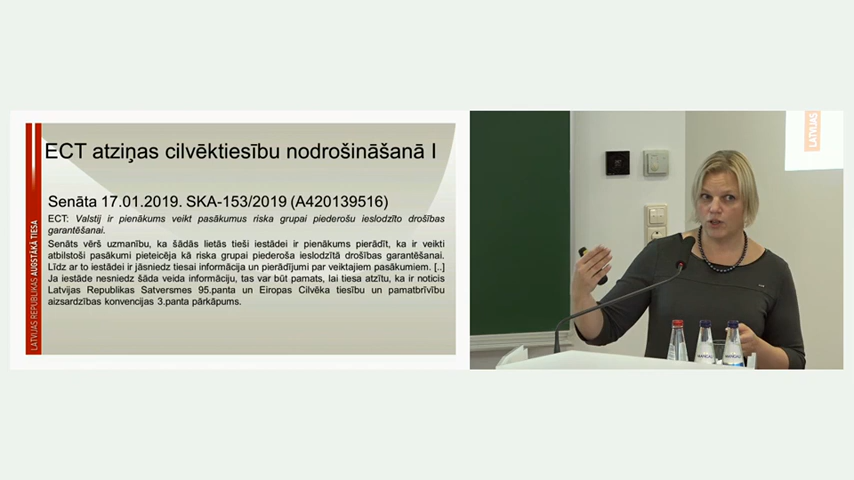 ECT atziņas cilvēktiesību nodrošināšanā I
Senāta 17.01.2019. SKA-153/2019 (A420139516)
ECT: Valstij ir pienākums veikt pasākumus riska grupai piederošu ieslodzīto drošības
garantēšanai.
Senāts vērš uzmanību, ka šādās lietās tieši iestādei ir pienākums pierādīt, ka ir veikti
atbilstoši pasākumi pieteicēja kā riska grupai piederoša ieslodzītā drošības garantēšanai.
Līdz ar to iestādei ir jāsniedz tiesai informācija un pierādījumi par veiktajiem pasākumiem. [..]
Ja iestāde nesniedz šāda veida informāciju, tas var būt pamats, lai tiesa atzītu, ka ir noticis
Latvijas Republikas Satversmes 95.panta un Eiropas Cilvēka tiesību un pamatbrīvību
aizsardzības konvencijas 3.panta pārkāpums.
LATVIJAS REPUBLIKAS AUGSTĀKĀ TIESA
LATVIJAS
MANGAĻI